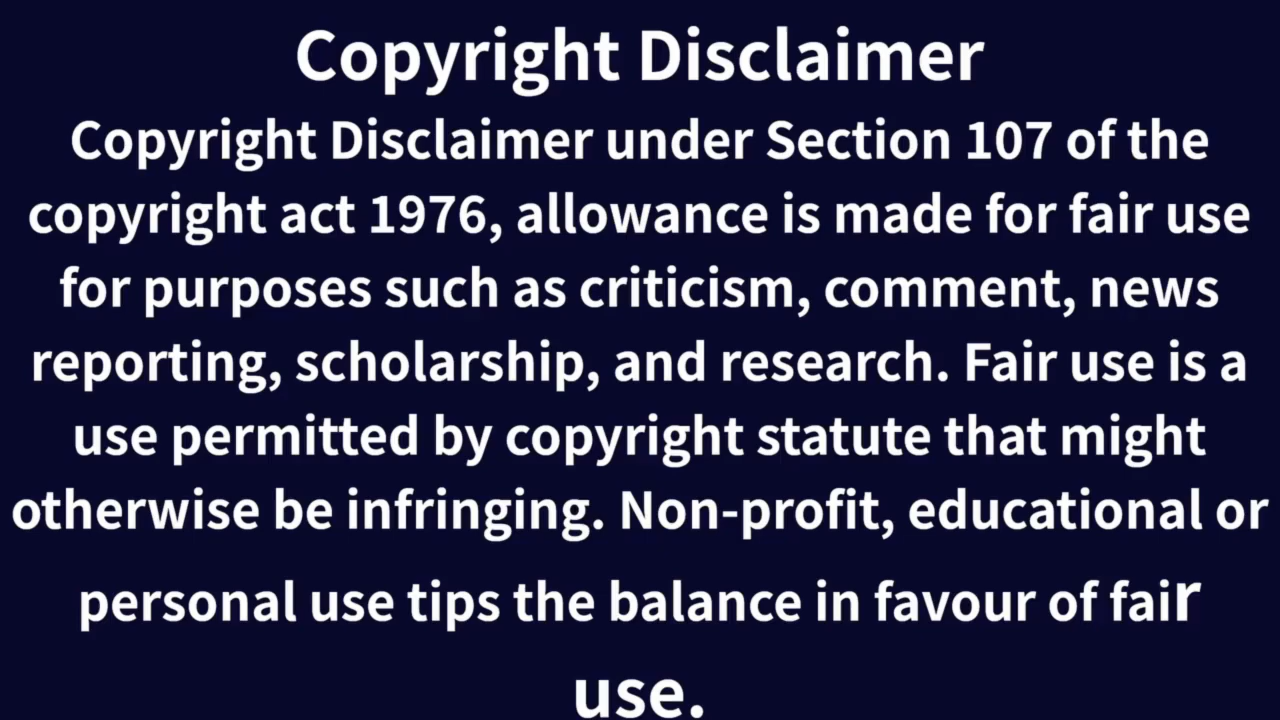 Copyright Disclaimer
Copyright Disclaimer under Section 107 of the
copyright act 1976, allowance is made for fair use
for purposes such as criticism, comment, news
reporting, scholarship, and research. Fair use is a
use permitted by copyright statute that might
otherwise be infringing. Non-profit, educational or
personal use tips the balance in favour of fair
use.